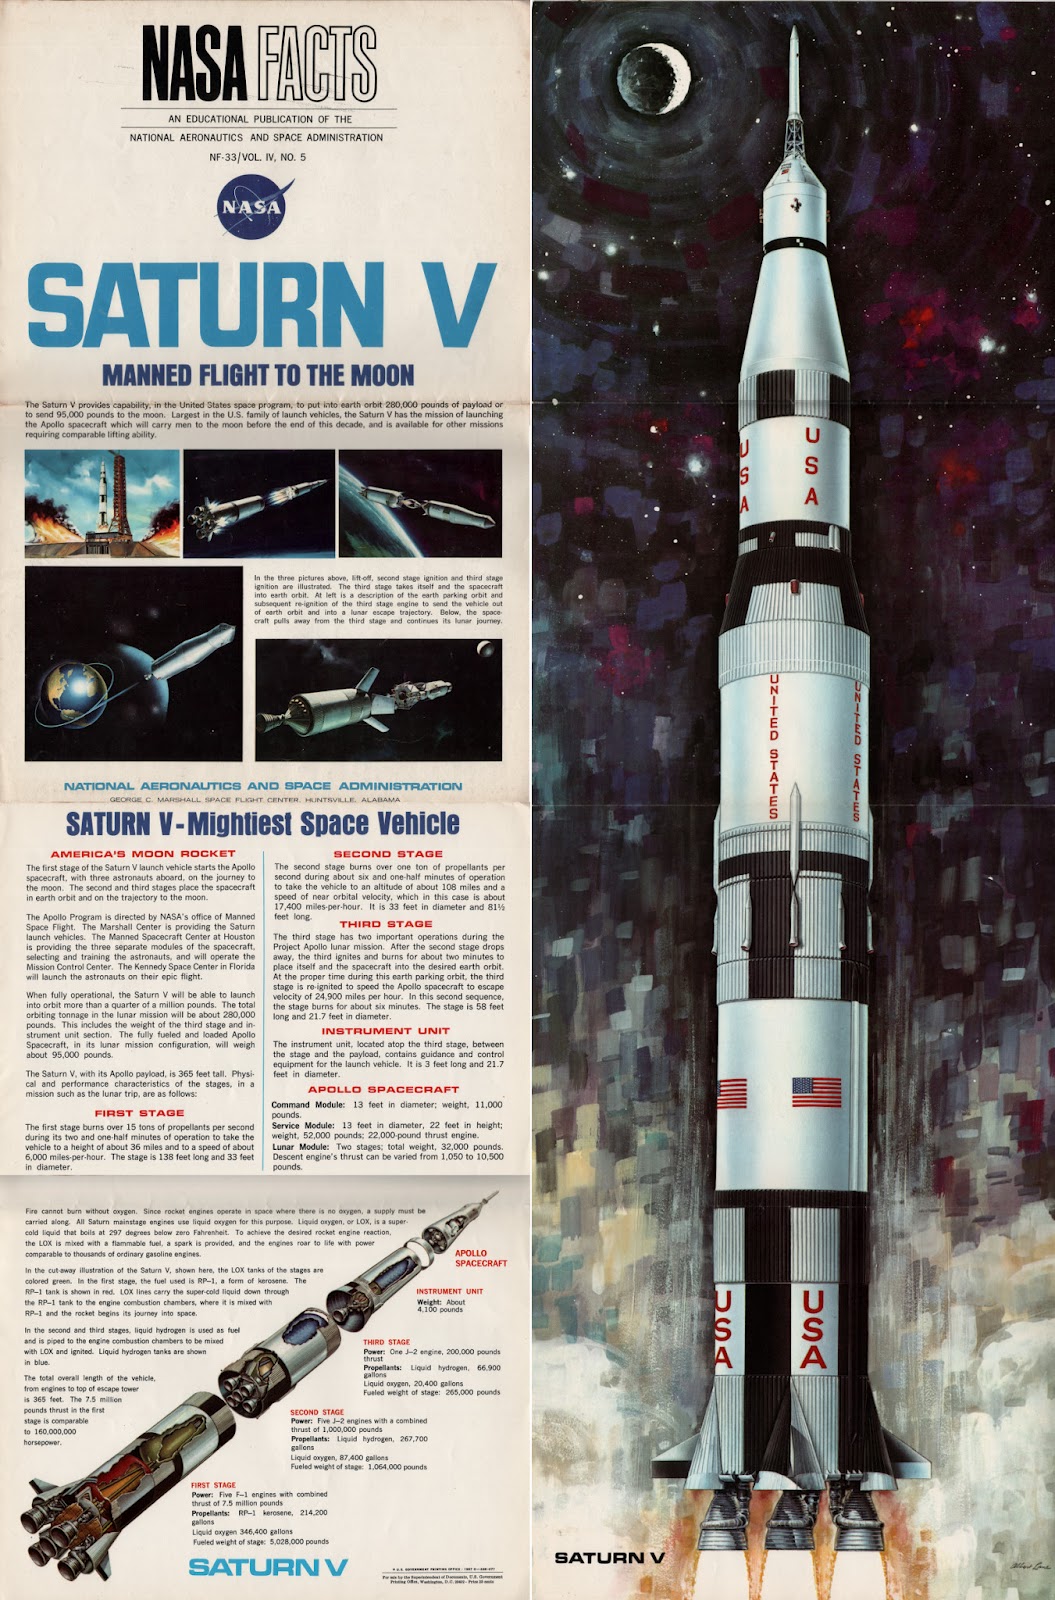 NASA FACTS
AN EDUCATIONAL PUBLICATION OF THE
NATIONAL AERONAUTICS AND SPACE ADMINISTRATION
NF-33/VOL. IV, NO. 5
NASA
SATURN V
MANNED FLIGHT TO THE MOON
The Saturn V provides capability, in the United States space program, to put into earth orbit 280,000 pounds of payload or
to send 95,000 pounds to the moon. Largest in the U.S. family of launch vehicles, the Saturn V has the mission of launching
the Apollo spacecraft which will carry men to the moon before the end of this decade, and is available for other missions
requiring comparable lifting ability.
In the three pictures above, lift-off, second stage ignition and third stage
ignition are illustrated. The third stage takes itself and the spacecraft
into earth orbit. At left is a description of the earth parking orbit and
subsequent re-ignition of the third stage engine to send the vehicle out
of earth orbit and into a lunar escape trajectory. Below, the space-
craft pulls away from the third stage and continues its lunar journey.
NATIONAL AERONAUTICS AND SPACE ADMINISTRATION
GEORGE C. MARSHALL SPACE FLIGHT CENTER, HUNTSVILLE, ALABAMA
SATURN V-Mightiest Space Vehicle
AMERICA'S MOON ROCKET
The first stage of the Saturn V launch vehicle starts the Apollo
spacecraft, with three astronauts aboard, on the journey to
the moon. The second and third stages place the spacecraft
in earth orbit and on the trajectory to the moon.
The Apollo Program is directed by NASA's office of Manned
Space Flight. The Marshall Center is providing the Saturn
launch vehicles. The Manned Spacecraft Center at Houston
is providing the three separate modules of the spacecraft,
selecting and training the astronauts, and will operate the
Mission Control Center. The Kennedy Space Center in Florida
will launch the astronauts on their epic flight.
When fully operational, the Saturn V will be able to launch
into orbit more than a quarter of a million pounds. The total
orbiting tonnage in the lunar mission will be about 280,000
pounds. This includes the weight of the third stage and in-
strument unit section. The fully fueled and loaded Apollo
Spacecraft, in its lunar mission configuration, will weigh
about 95,000 pounds.
The Saturn V, with its Apollo payload, is 365 feet tall. Physi-
cal and performance characteristics of the stages, in a
mission such as the lunar trip, are as follows:
FIRST STAGE
The first stage burns over 15 tons of propellants per second
during its two and one-half minutes of operation to take the
vehicle to a height of about 36 miles and to a speed of about
6,000 miles-per-hour. The stage is 138 feet long and 33 feet
in diameter.
SECOND STAGE
The second stage burns over one ton of propellants per
second during about six and one-half minutes of operation
to take the vehicle to an altitude of about 108 miles and a
speed of near orbital velocity, which in this case is about
17,400 miles-per-hour. It is 33 feet in diameter and 81½
feet long.
THIRD STAGE
The third stage has two important operations during the
Project Apollo lunar mission. After the second stage drops
away, the third ignites and burns for about two minutes to
place itself and the spacecraft into the desired earth orbit.
At the proper time during this earth parking orbit, the third
stage is re-ignited to speed the Apollo spacecraft to escape
velocity of 24,900 miles per hour. In this second sequence,
the stage burns for about six minutes. The stage is 58 feet
long and 21.7 feet in diameter.
INSTRUMENT UNIT
The instrument unit, located atop the third stage, between
the stage and the payload, contains guidance and control
equipment for the launch vehicle. It is 3 feet high and 21.7
feet in diameter.
APOLLO SPACECRAFT
Command Module: 13 feet in diameter; weight, 11,000
pounds.
Service Module: 13 feet in diameter, 22 feet in height;
weight, 52,000 pounds; 22,000-pound thrust engine.
Lunar Module: Two stages; total weight, 32,000 pounds.
Descent engine's thrust can be varied from 1,050 to 10,500
pounds.
Fire cannot burn without oxygen. Since rocket engines operate in space where there is no oxygen, a supply must be
carried along. All Saturn mainstage engines use liquid oxygen for this purpose. Liquid oxygen, or LOX, is a super-
cold liquid that boils at 297 degrees below zero Fahrenheit. To achieve the desired rocket engine reaction,
the LOX is mixed with a flammable fuel, a spark is provided, and the engines roar to life with power
comparable to thousands of ordinary gasoline engines.
In the cut-away illustration of the Saturn V, shown here, the LOX tanks of the stages are
colored green. In the first stage, the fuel used is RP-1, a form of kerosene. The
RP-1 tank is shown in red. LOX lines carry the super-cold liquid down through
the RP-1 tank to the engine combustion chambers, where it is mixed with
RP-1 and the rocket begins its journey into space.
In the second and third stages, liquid hydrogen is used as fuel
and is piped to the engine combustion chambers to be mixed
with LOX and ignited. Liquid hydrogen tanks are shown
in blue.
The total overall length of the vehicle,
from engines to top of escape tower
is 365 feet. The 7.5 million
pounds thrust in the first
stage is comparable
to 160,000,000
horsepower.
APOLLO
SPACECRAFT
INSTRUMENT UNIT
Weight: About
4,100 pounds
THIRD STAGE
Power: One J-2 engine, 200,000 pounds
thrust
Propellants: Liquid hydrogen, 66,900
gallons
Liquid oxygen, 20,400 gallons
Fueled weight of stage: 265,000 pounds
SECOND STAGE
Power: Five J-2 engines with a combined
thrust of 1,000,000 pounds
Propellants: Liquid hydrogen, 267,700
gallons
Liquid oxygen, 87,400 gallons
Fueled weight of stage: 1,064,000 pounds
FIRST STAGE
Power: Five F-1 engines with combined
thrust of 7.5 million pounds
Propellants: RP-1 kerosene, 214,200
gallons
Liquid oxygen 346,400 gallons
Fueled weight of stage: 5,028,000 pounds
SATURN V
For sale by the Superintendent of Documents, U.S. Government
Printing Office, Washington, D.C. 20402 - Price 20 cents
USA
USA
UNITED STATES
UNITED STATES
USA
USA
SATURN V